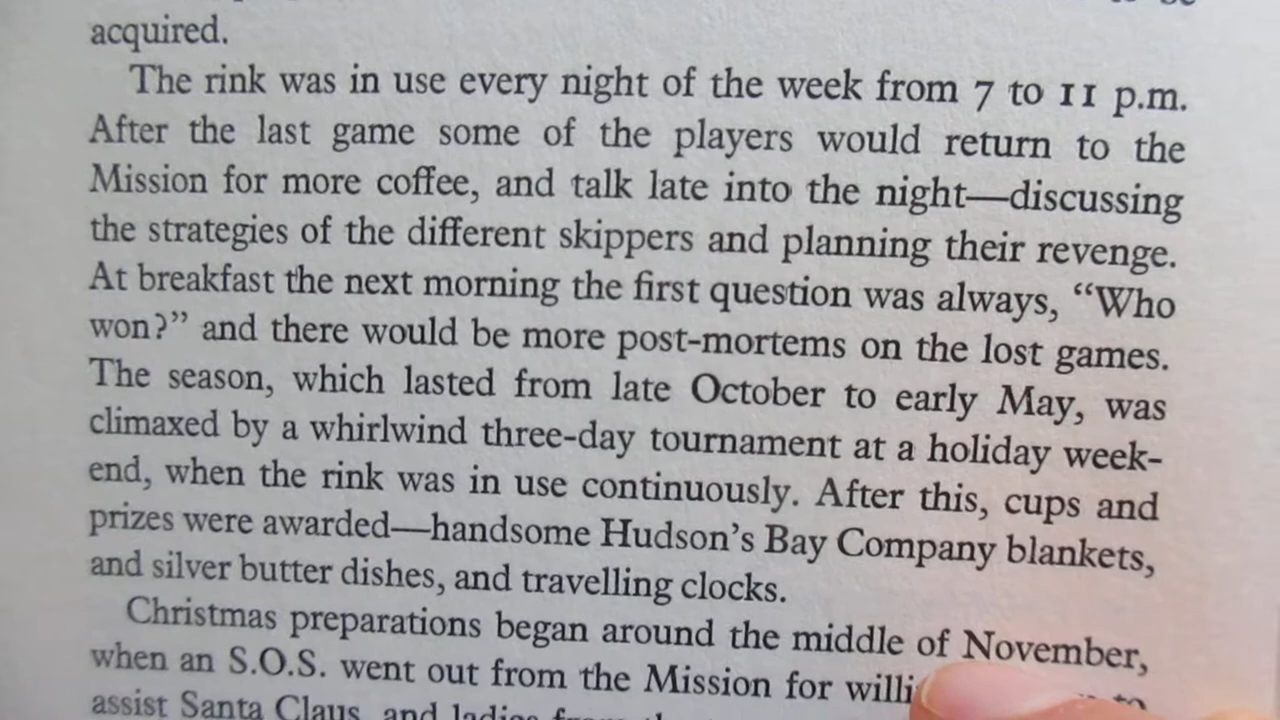 acquired.
The rink was in use every night of the week from 7 to 11 p.m.
After the last game some of the players would return to the
Mission for more coffee, and talk late into the night—discussing
the strategies of the different skippers and planning their revenge.
At breakfast the next morning the first question was always, “Who
won?” and there would be more post-mortems on the lost games.
The season, which lasted from late October to early May, was
climaxed by a whirlwind three-day tournament at a holiday week-
end, when the rink was in use continuously. After this, cups and
prizes were awarded—handsome Hudson’s Bay Company blankets,
and silver butter dishes, and travelling clocks.
Christmas preparations began around the middle of November,
when an S.O.S. went out from the Mission for
assist Santa Claus, and ladies from